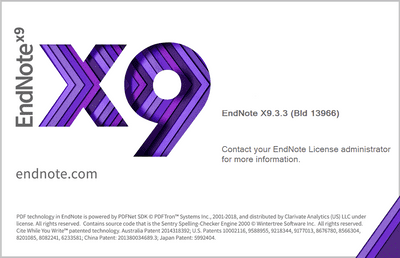 EndNote x9
X9
EndNote X9.3.3 (Bld 13966)
Contact your EndNote License administrator
for more information.
endnote.com
PDF technology in EndNote is powered by PDFNet SDK © PDFTron™ Systems Inc., 2001-2018, and distributed by Clarivate Analytics (US) LLC under
license. All rights reserved. Contains source code that is the Sentry Spelling-Checker Engine 2000 © Wintertree Software Inc. All rights reserved.
Cite While You Write™ patented technology: Australia Patent 2014318392; U.S. Patents 10002116, 9588955, 9218344, 9177013, 8676780, 8566304,
8201085, 8082241, 6233581; China Patent: 201380034689.3; Japan Patent: 5992404.